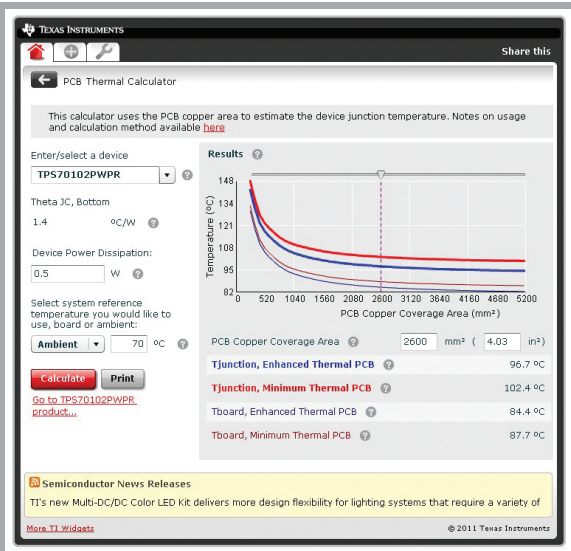 TEXAS INSTRUMENTS
Share this
PCB Thermal Calculator
This calculator uses the PCB copper area to estimate the device junction temperature. Notes on usage
and calculation method available here
Enter/select a device
TPS70102PWPR
Theta JC, Bottom
1.4 ºC/W
Device Power Dissipation:
0.5 W
Select system reference
temperature you would like to
use, board or ambient:
Ambient 70 ºC
Calculate Print
Go to TPS70102PWPR
product...
Results
Temperature (ºC)
148
134
121
108
95
82
0 520 1040 1560 2080 2600 3120 3640 4160 4680 5200
PCB Copper Coverage Area (mm²)
PCB Copper Coverage Area 2600 mm² ( 4.03 in²)
Tjunction, Enhanced Thermal PCB 96.7 ºC
Tjunction, Minimum Thermal PCB 102.4 ºC
Tboard, Enhanced Thermal PCB 84.4 ºC
Tboard, Minimum Thermal PCB 87.7 ºC
Semiconductor News Releases
TI's new Multi-DC/DC Color LED Kit delivers more design flexibility for lighting systems that require a variety of
More TI Widgets
© 2011 Texas Instruments